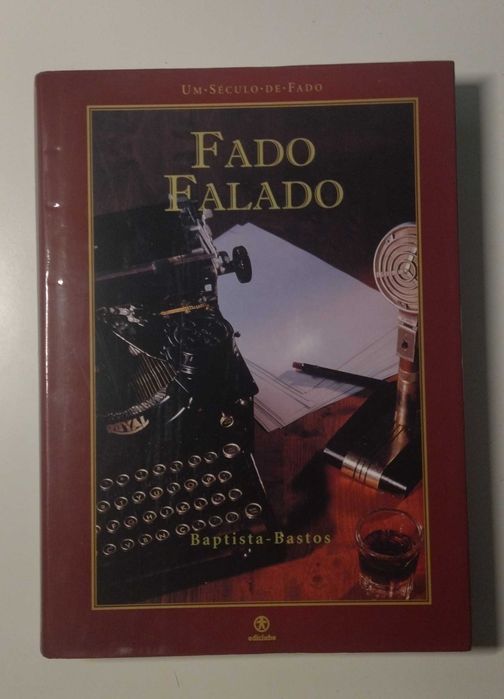 UM·SÉCULO·DE·FADO
FADO
FALADO
Baptista-Bastos
ediclube